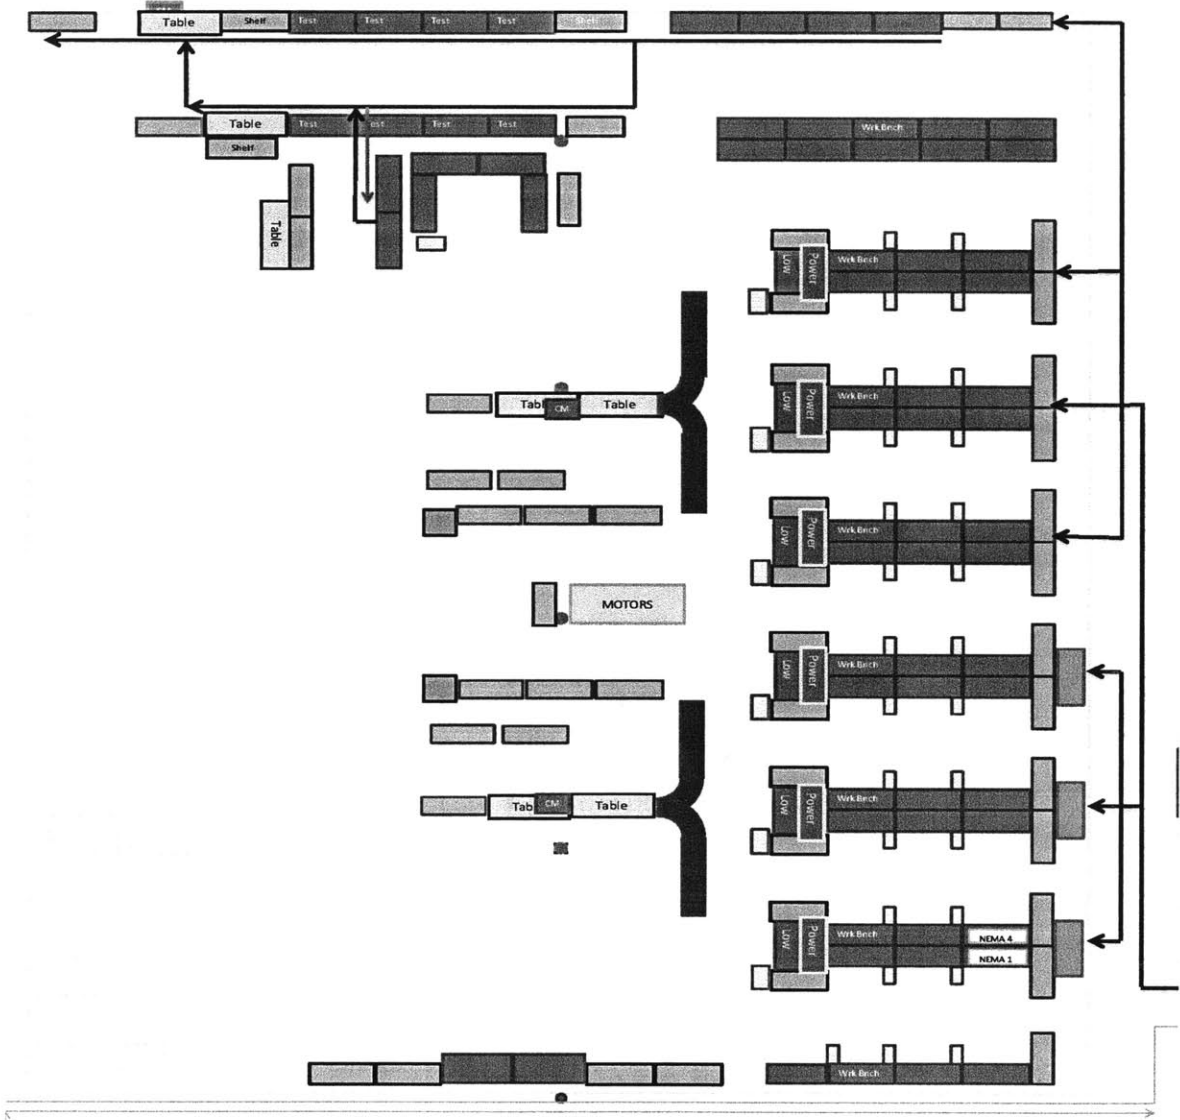 Table Shelf Test Test Test Test Shelf
Table Test Test Test Test
Shelf
Wrk Bnch
Table
Low Power Wrk Bnch
Table CM Table
Low Power Wrk Bnch
Low Power Wrk Bnch
MOTORS
Low Power Wrk Bnch
Table CM Table
Low Power Wrk Bnch
Low Power Wrk Bnch NEMA 4
NEMA 1
Wrk Bnch